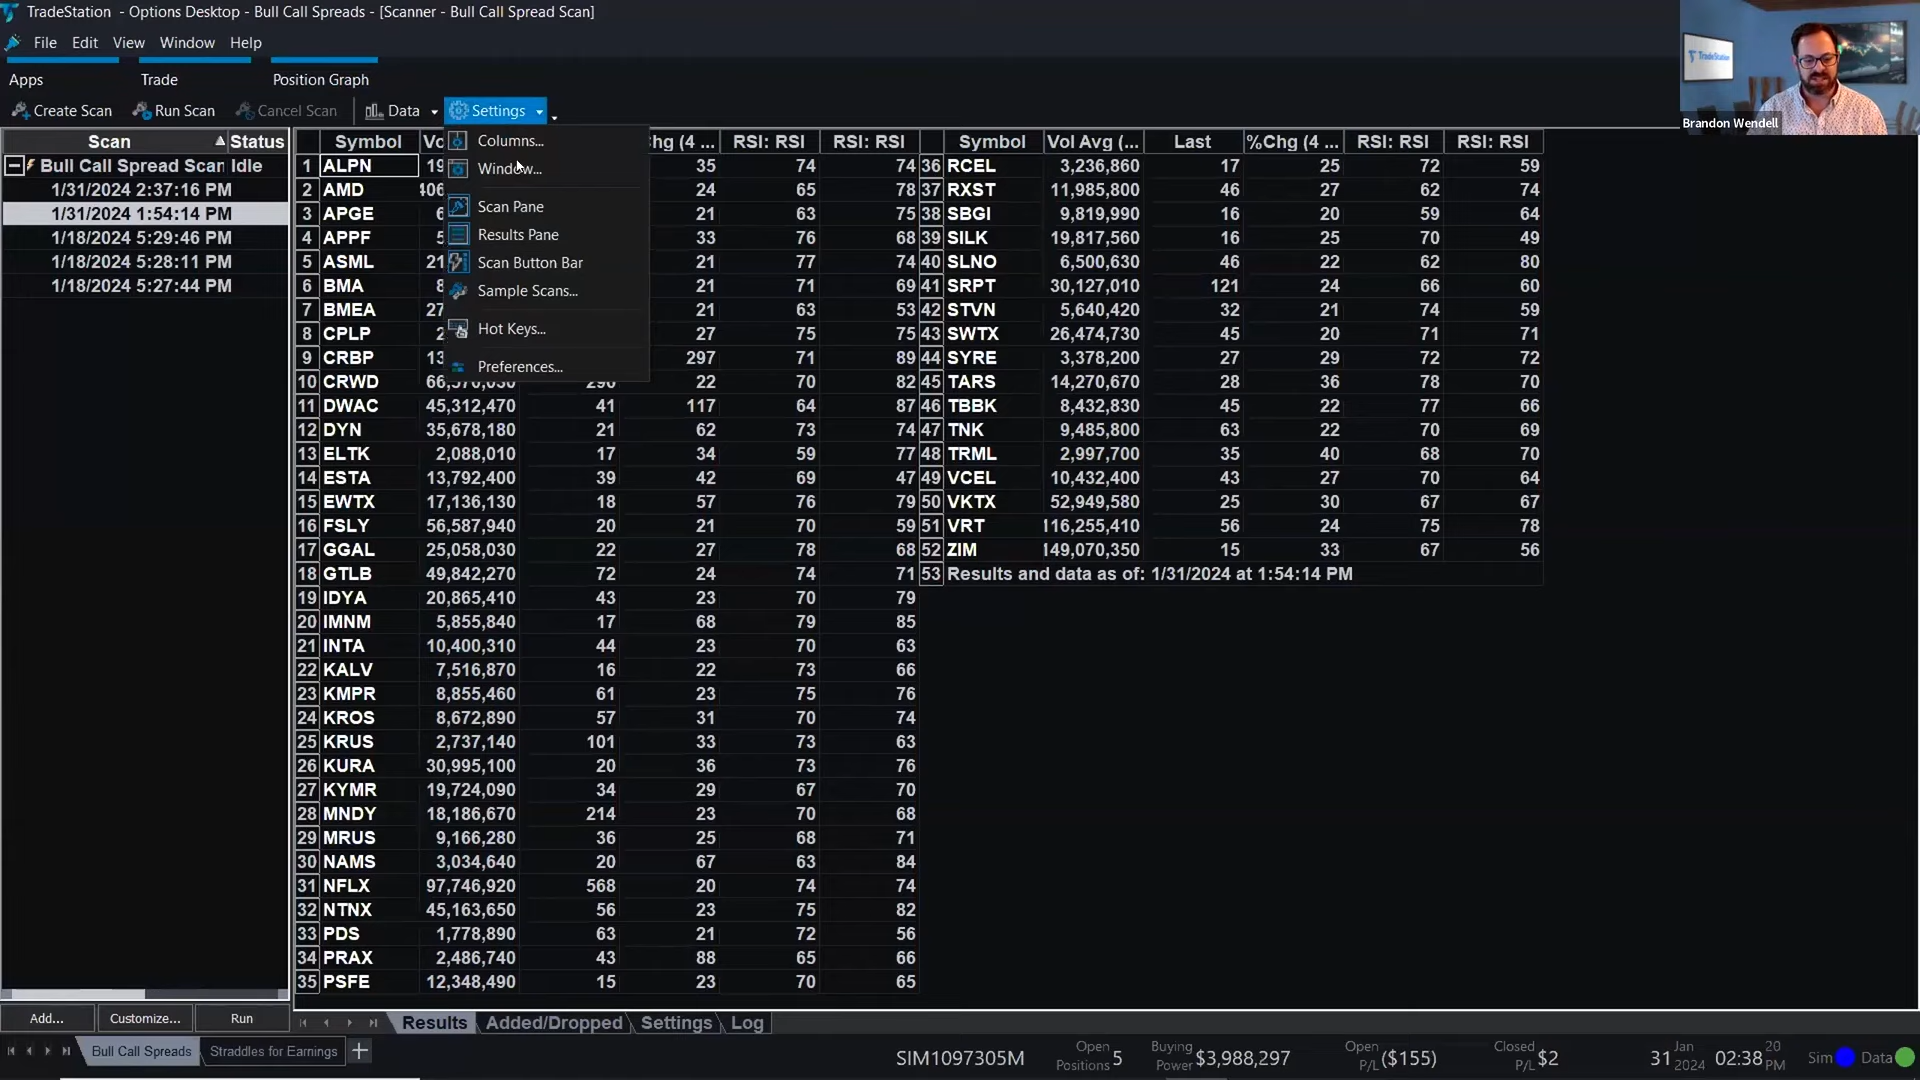 TradeStation - Options Desktop - Bull Call Spreads - [Scanner - Bull Call Spread Scan]
File Edit View Window Help
Apps Trade Position Graph
Create Scan Run Scan Cancel Scan Data Settings
Columns...
Window...
Scan Pane
Results Pane
Scan Button Bar
Sample Scans...
Hot Keys...
Preferences...
TradeStation
Brandon Wendell
Scan Status
Bull Call Spread Scan Idle
1/31/2024 2:37:16 PM
1/31/2024 1:54:14 PM
1/18/2024 5:29:46 PM
1/18/2024 5:28:11 PM
1/18/2024 5:27:44 PM
Symbol RSI: RSI RSI: RSI Symbol Vol Avg (... Last %Chg (4 ... RSI: RSI RSI: RSI
1 ALPN 35 74 74 36 RCEL 3,236,860 17 25 72 59
2 AMD 24 65 78 37 RXST 11,985,800 46 27 62 74
3 APGE 21 63 75 38 SBGI 9,819,990 16 20 59 64
4 APPF 33 76 68 39 SILK 19,817,560 16 25 70 49
5 ASML 21 77 74 40 SLNO 6,500,630 46 22 62 80
6 BMA 21 71 69 41 SRPT 30,127,010 121 24 66 60
7 BMEA 21 63 53 42 STVN 5,640,420 32 21 74 59
8 CPLP 27 75 75 43 SWTX 26,474,730 45 20 71 71
9 CRBP 297 71 89 44 SYRE 3,378,200 27 29 72 72
10 CRWD 22 70 82 45 TARS 14,270,670 28 36 78 70
11 DWAC 45,312,470 41 117 64 87 46 TBBK 8,432,830 45 22 77 66
12 DYN 35,678,180 21 62 73 74 47 TNK 9,485,800 63 22 70 69
13 ELTK 2,088,010 17 34 59 77 48 TRML 2,997,700 35 40 68 70
14 ESTA 13,792,400 39 42 69 47 49 VCEL 10,432,400 43 27 70 64
15 EWTX 17,136,130 18 57 76 79 50 VKTX 52,949,580 25 30 67 67
16 FSLY 56,587,940 20 21 70 59 51 VRT 116,255,410 56 24 75 78
17 GGAL 25,058,030 22 27 78 68 52 ZIM 149,070,350 15 33 67 56
18 GTLB 49,842,270 72 24 74 71 53 Results and data as of: 1/31/2024 at 1:54:14 PM
19 IDYA 20,865,410 43 23 70 79
20 IMNM 5,855,840 17 68 79 85
21 INTA 10,400,310 44 23 70 63
22 KALV 7,516,870 16 22 73 66
23 KMPR 8,855,460 61 23 75 76
24 KROS 8,672,890 57 31 70 74
25 KRUS 2,737,140 101 33 73 63
26 KURA 30,995,100 20 36 73 76
27 KYMR 19,724,090 34 29 67 70
28 MNDY 18,186,670 214 23 70 68
29 MRUS 9,166,280 36 25 68 71
30 NAMS 3,034,640 20 67 63 84
31 NFLX 97,746,920 568 20 74 74
32 NTNX 45,163,650 56 23 75 82
33 PDS 1,778,890 63 21 72 56
34 PRAX 2,486,740 43 88 65 66
35 PSFE 12,348,490 15 23 70 65
Add... Customize... Run
Results Added/Dropped Settings Log
Bull Call Spreads Straddles for Earnings
SIM1097305M Open Positions 5 Buying Power $3,988,297 Open P/L ($155) Closed P/L $2 31 Jan 2024 02:38 20 PM Sim Data